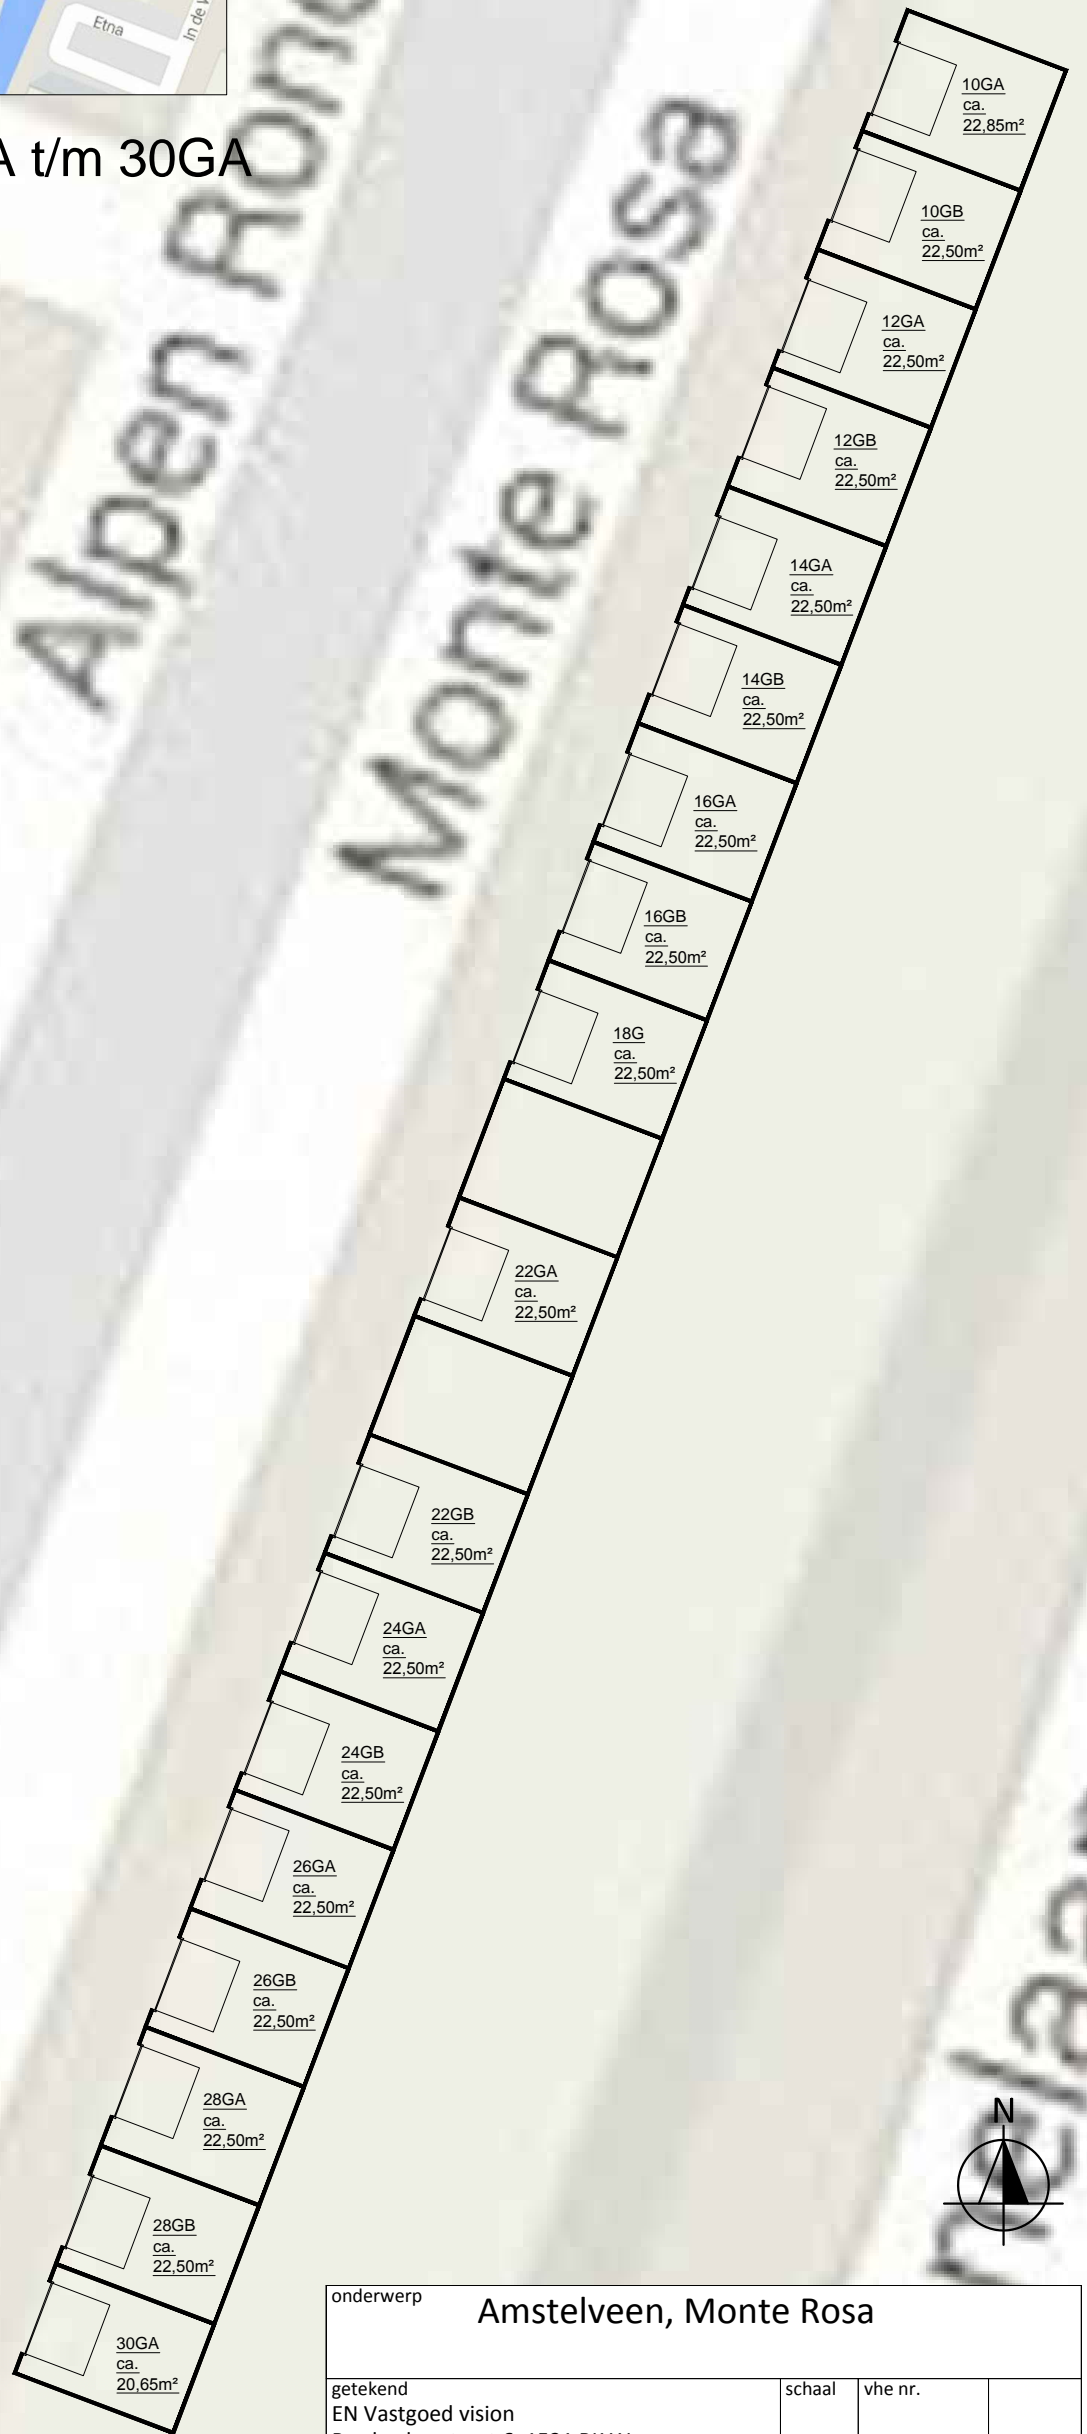 Etna
In de
A t/m 30GA
Alpen Rond
Monte Rosa
10GA
ca.
22,85m²
10GB
ca.
22,50m²
12GA
ca.
22,50m²
12GB
ca.
22,50m²
14GA
ca.
22,50m²
14GB
ca.
22,50m²
16GA
ca.
22,50m²
16GB
ca.
22,50m²
18G
ca.
22,50m²
22GA
ca.
22,50m²
22GB
ca.
22,50m²
24GA
ca.
22,50m²
24GB
ca.
22,50m²
26GA
ca.
22,50m²
26GB
ca.
22,50m²
28GA
ca.
22,50m²
28GB
ca.
22,50m²
30GA
ca.
20,65m²
N
onderwerp
Amstelveen, Monte Rosa
getekend
schaal
vhe nr.
EN Vastgoed vision